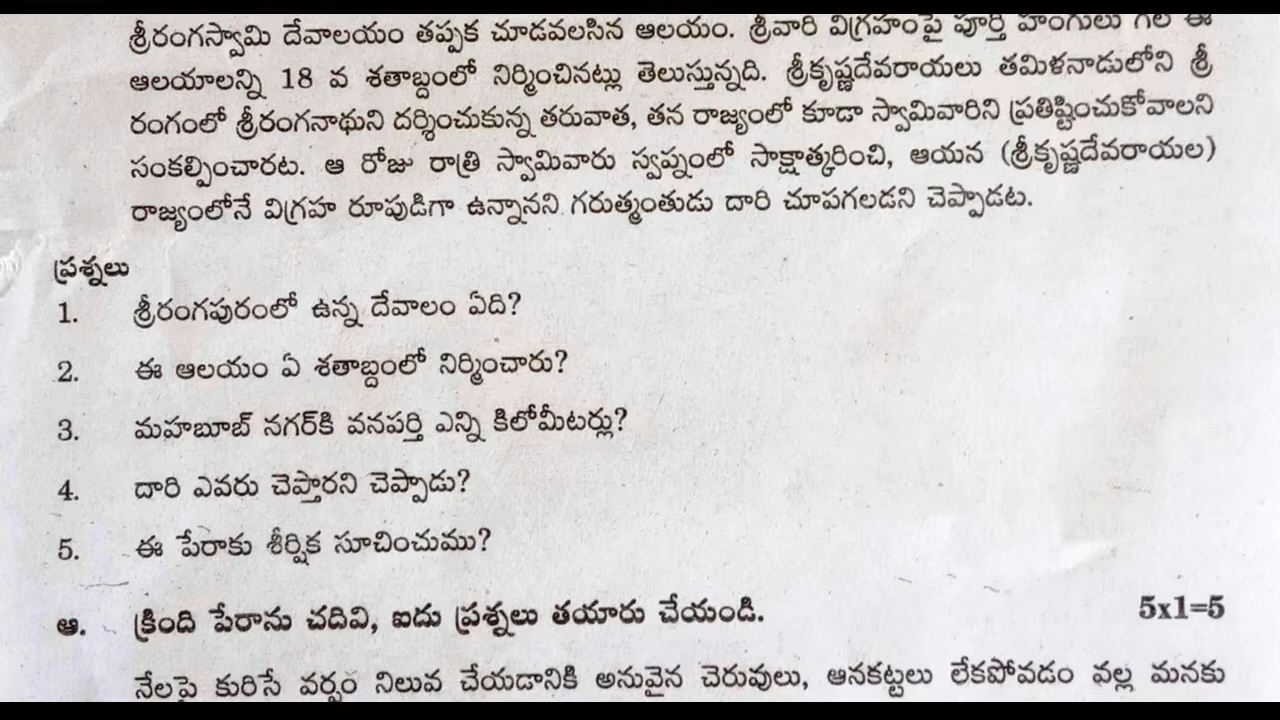 శ్రీరంగస్వామి దేవాలయం తప్పక చూడవలసిన ఆలయం. శ్రీవారి విగ్రహంపై పూర్తి హంగులు గల ఈ
ఆలయాలన్ని 18 వ శతాబ్దంలో నిర్మించినట్లు తెలుస్తున్నది. శ్రీకృష్ణదేవరాయలు తమిళనాడులోని శ్రీ
రంగంలో శ్రీరంగనాథుని దర్శించుకున్న తరువాత, తన రాజ్యంలో కూడా స్వామివారిని ప్రతిష్టించుకోవాలని
సంకల్పించారట. ఆ రోజు రాత్రి స్వామివారు స్వప్నంలో సాక్షాత్కరించి, ఆయన (శ్రీకృష్ణదేవరాయల)
రాజ్యంలోనే విగ్రహ రూపుడిగా ఉన్నానని గరుత్మంతుడు దారి చూపగలడని చెప్పాడట.
ప్రశ్నలు
1. శ్రీరంగపురంలో ఉన్న దేవాలం ఏది?
2. ఈ ఆలయం ఏ శతాబ్దంలో నిర్మించారు?
3. మహబూబ్ నగర్‌కి వనపర్తి ఎన్ని కిలోమీటర్లు?
4. దారి ఎవరు చెప్తారని చెప్పాడు?
5. ఈ పేరాకు శీర్షిక సూచించుము?
ఆ. క్రింది పేరాను చదివి, ఐదు ప్రశ్నలు తయారు చేయండి. 5x1=5
నేలపై కురిసే వర్షం నిలువ చేయడానికి అనువైన చెరువులు, ఆనకట్టలు లేకపోవడం వల్ల మనకు